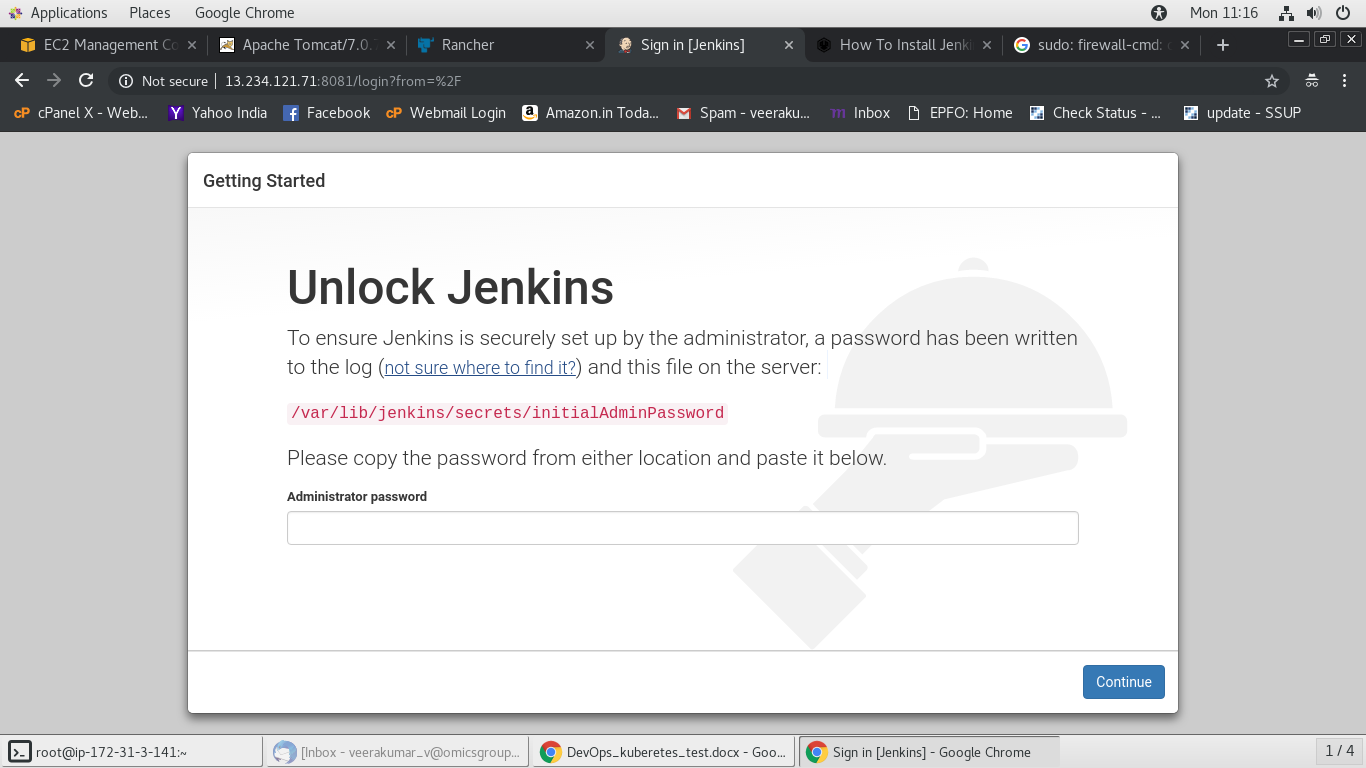 Applications Places Google Chrome Mon 11:16
EC2 Management Co Apache Tomcat/7.0.7 Rancher Sign in [Jenkins] How To Install Jenki sudo: firewall-cmd: c
Not secure 13.234.121.71:8081/login?from=%2F
cP cPanel X - Web... Yahoo India Facebook cP Webmail Login Amazon.in Toda... Spam - veeraku... m Inbox EPFO: Home Check Status - ... update - SSUP
Getting Started
Unlock Jenkins
To ensure Jenkins is securely set up by the administrator, a password has been written
to the log (not sure where to find it?) and this file on the server:
/var/lib/jenkins/secrets/initialAdminPassword
Please copy the password from either location and paste it below.
Administrator password
Continue
root@ip-172-31-3-141:~ [Inbox - veerakumar_v@omicsgroup... DevOps_kuberetes_test.docx - Goo... Sign in [Jenkins] - Google Chrome 1 / 4